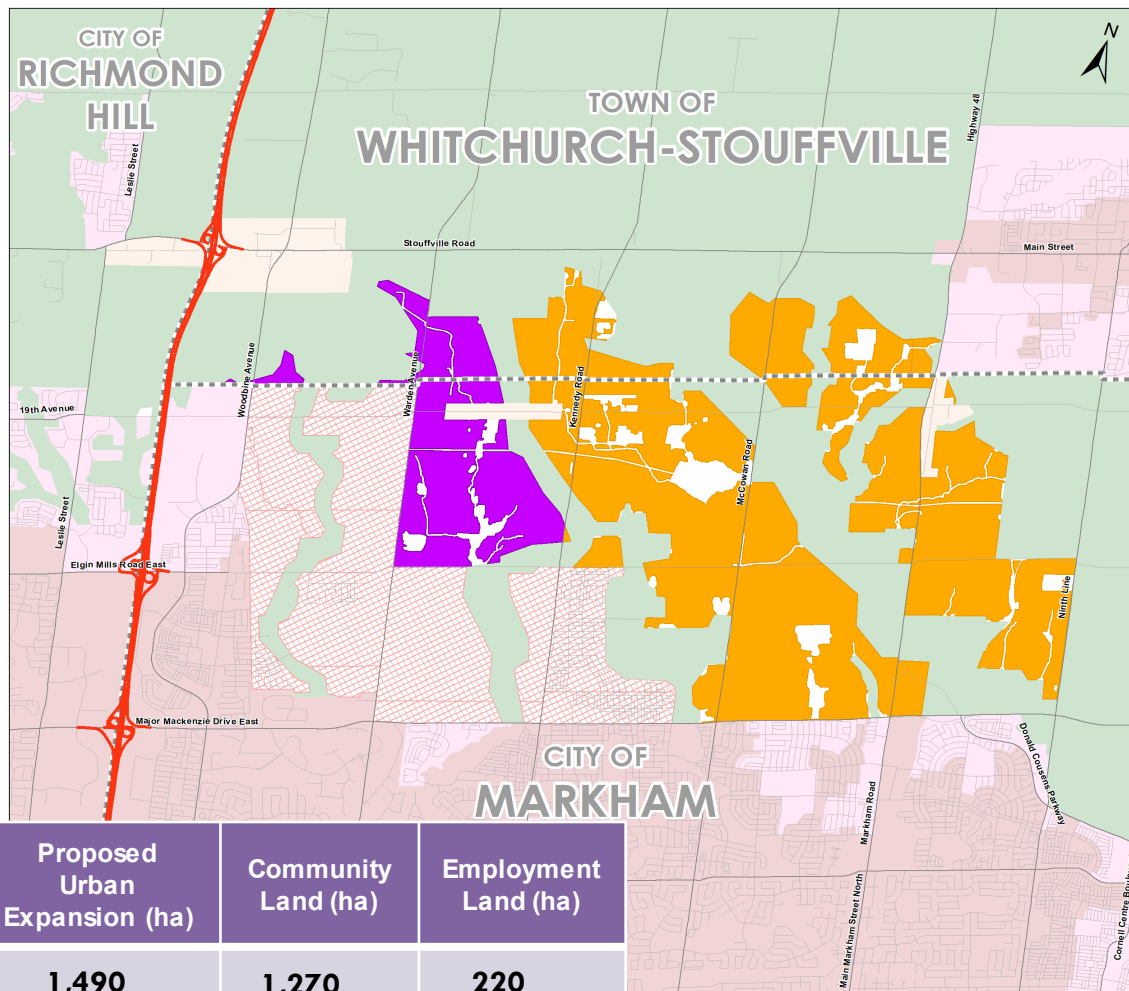 N
CITY OF
RICHMOND
HILL
TOWN OF
WHITCHURCH-STOUFFVILLE
Highway 48
Leslie Street
Stouffville Road
Main Street
Woodbine Avenue
Warden Avenue
Kennedy Road
19th Avenue
McCowan Road
Leslie Street
Elgin Mills Road East
Ninth Line
Major Mackenzie Drive East
Donald Cousens Parkway
CITY OF
MARKHAM
Markham Road
Main Markham Street North
Cornell Centre
Proposed
Urban
Expansion (ha)
Community
Land (ha)
Employment
Land (ha)
1,490
1,270
220